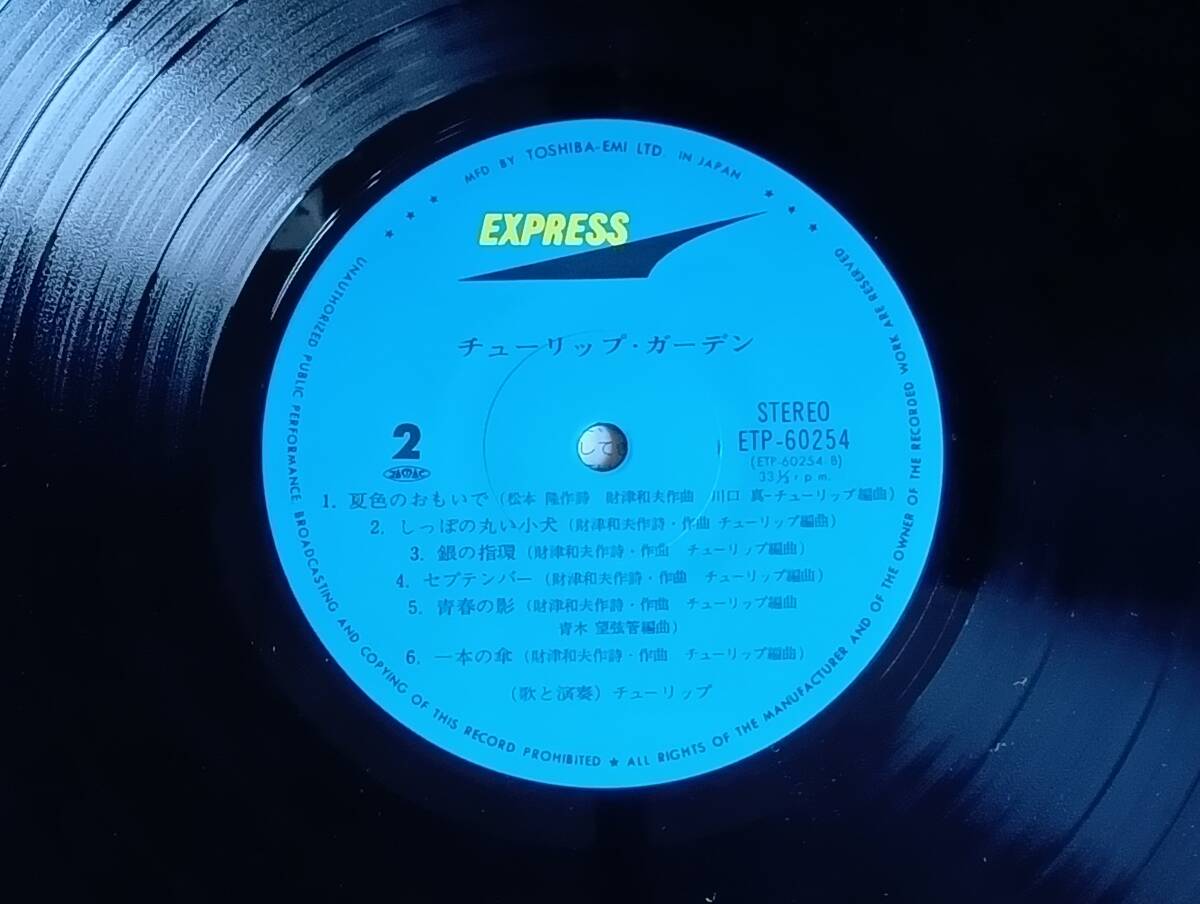 MFD BY TOSHIBA-EMI LTD. IN JAPAN
EXPRESS
チューリップ・ガーデン
2
JASRAC
STEREO
ETP-60254
(ETP-60254 B)
33⅓ r.p.m.
1. 夏色のおもいで (松本 隆作詩 財津和夫作曲 川口 真-チューリップ編曲)
2. しっぽの丸い小犬 (財津和夫作詩・作曲 チューリップ編曲)
3. 銀の指環 (財津和夫作詩・作曲 チューリップ編曲)
4. セプテンバー (財津和夫作詩・作曲 チューリップ編曲)
5. 青春の影 (財津和夫作詩・作曲 チューリップ編曲
青木 望弦管編曲)
6. 一本の傘 (財津和夫作詩・作曲 チューリップ編曲)
(歌と演奏) チューリップ
UNAUTHORIZED PUBLIC PERFORMANCE BROADCASTING AND COPYING OF THIS RECORD PROHIBITED ★ ALL RIGHTS OF THE MANUFACTURER AND OF THE OWNER OF THE RECORDED WORK ARE RESERVED